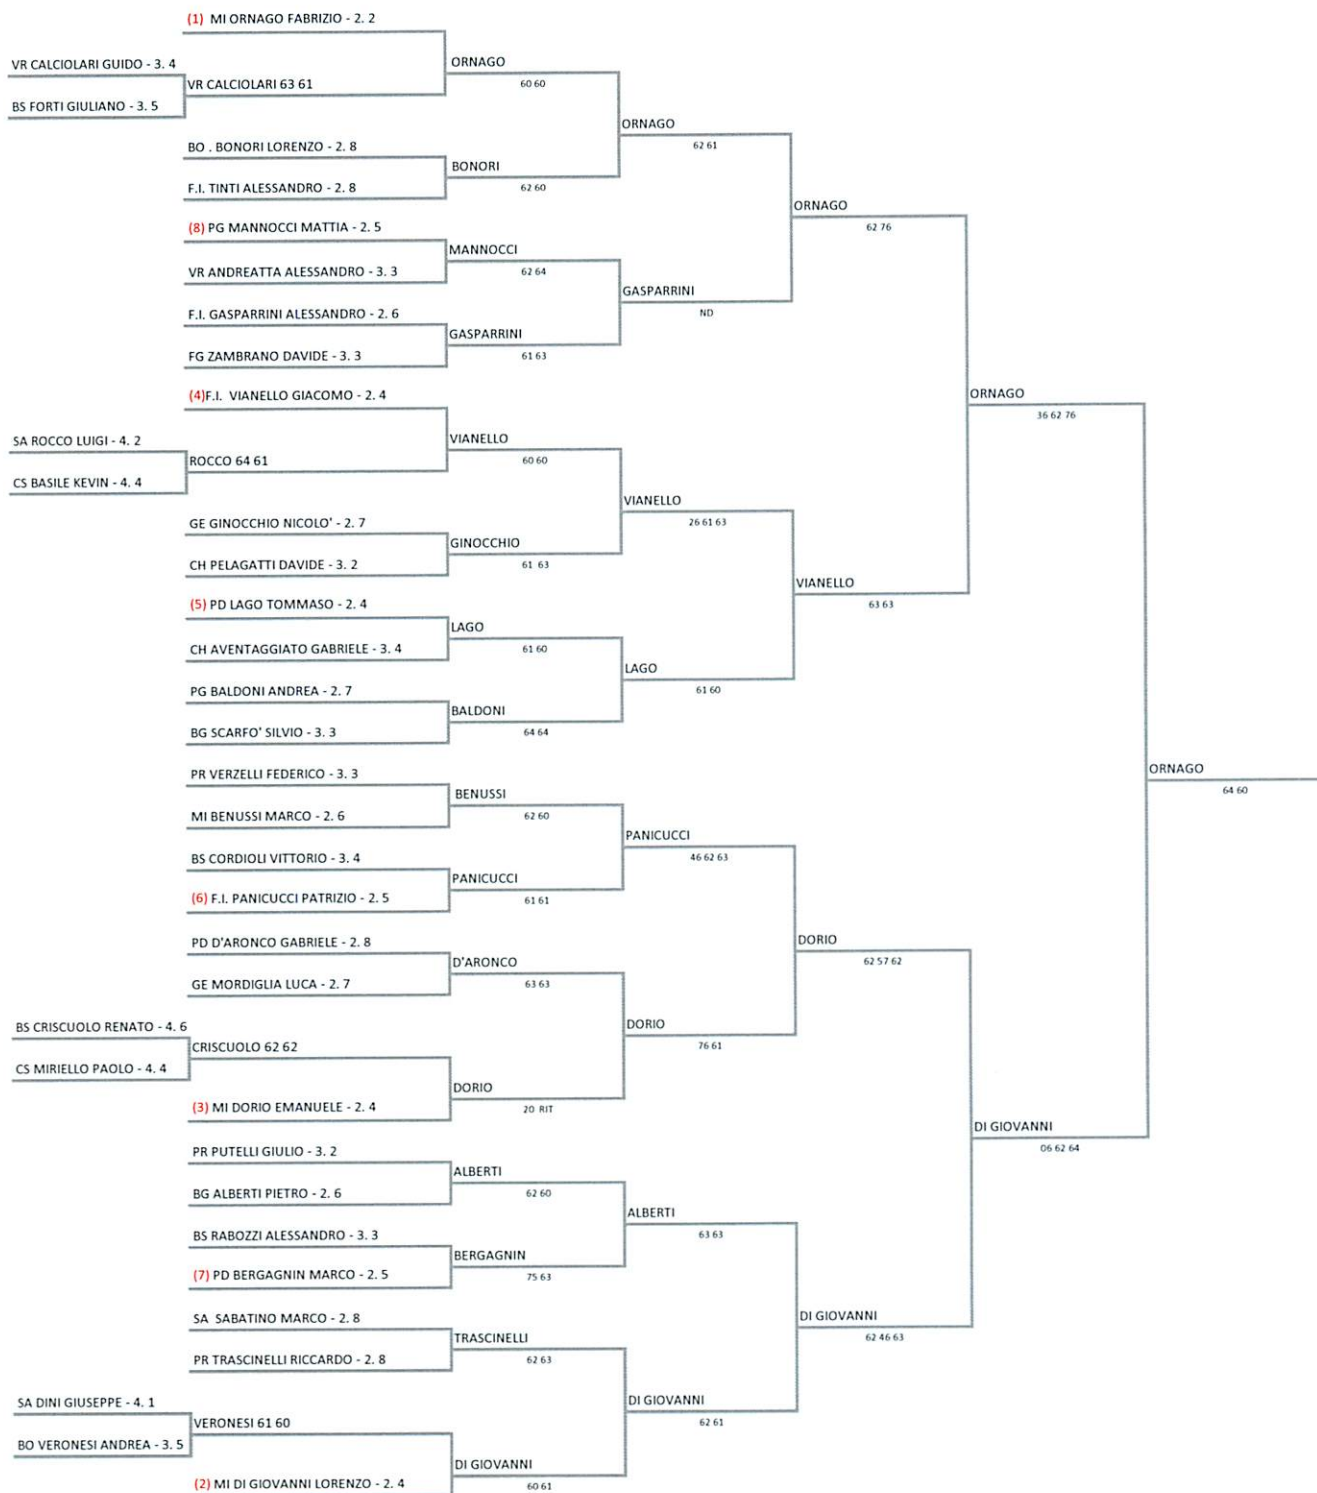 (1) MI ORNAGO FABRIZIO - 2. 2
VR CALCIOLARI GUIDO - 3. 4
ORNAGO
VR CALCIOLARI 63 61
60 60
BS FORTI GIULIANO - 3. 5
ORNAGO
62 61
BO . BONORI LORENZO - 2. 8
BONORI
F.I. TINTI ALESSANDRO - 2. 8
62 60
ORNAGO
62 76
(8) PG MANNOCCI MATTIA - 2. 5
MANNOCCI
VR ANDREATTA ALESSANDRO - 3. 3
62 64
GASPARRINI
ND
F.I. GASPARRINI ALESSANDRO - 2. 6
GASPARRINI
FG ZAMBRANO DAVIDE - 3. 3
61 63
(4)F.I. VIANELLO GIACOMO - 2. 4
ORNAGO
36 62 76
SA ROCCO LUIGI - 4. 2
VIANELLO
ROCCO 64 61
60 60
CS BASILE KEVIN - 4. 4
VIANELLO
26 61 63
GE GINOCCHIO NICOLO' - 2. 7
GINOCCHIO
CH PELAGATTI DAVIDE - 3. 2
61 63
VIANELLO
63 63
(5) PD LAGO TOMMASO - 2. 4
LAGO
CH AVENTAGGIATO GABRIELE - 3. 4
61 60
LAGO
61 60
PG BALDONI ANDREA - 2. 7
BALDONI
BG SCARFO' SILVIO - 3. 3
64 64
ORNAGO
64 60
PR VERZELLI FEDERICO - 3. 3
BENUSSI
MI BENUSSI MARCO - 2. 6
62 60
PANICUCCI
46 62 63
BS CORDIOLI VITTORIO - 3. 4
PANICUCCI
(6) F.I. PANICUCCI PATRIZIO - 2. 5
61 61
PD D'ARONCO GABRIELE - 2. 8
DORIO
62 57 62
D'ARONCO
GE MORDIGLIA LUCA - 2. 7
63 63
BS CRISCUOLO RENATO - 4. 6
DORIO
76 61
CRISCUOLO 62 62
CS MIRIELLO PAOLO - 4. 4
DORIO
(3) MI DORIO EMANUELE - 2. 4
20 RIT
DI GIOVANNI
06 62 64
PR PUTELLI GIULIO - 3. 2
ALBERTI
BG ALBERTI PIETRO - 2. 6
62 60
ALBERTI
63 63
BS RABOZZI ALESSANDRO - 3. 3
BERGAGNIN
(7) PD BERGAGNIN MARCO - 2. 5
75 63
SA SABATINO MARCO - 2. 8
DI GIOVANNI
62 46 63
TRASCINELLI
PR TRASCINELLI RICCARDO - 2. 8
62 63
SA DINI GIUSEPPE - 4. 1
DI GIOVANNI
62 61
VERONESI 61 60
BO VERONESI ANDREA - 3. 5
DI GIOVANNI
(2) MI DI GIOVANNI LORENZO - 2. 4
60 61